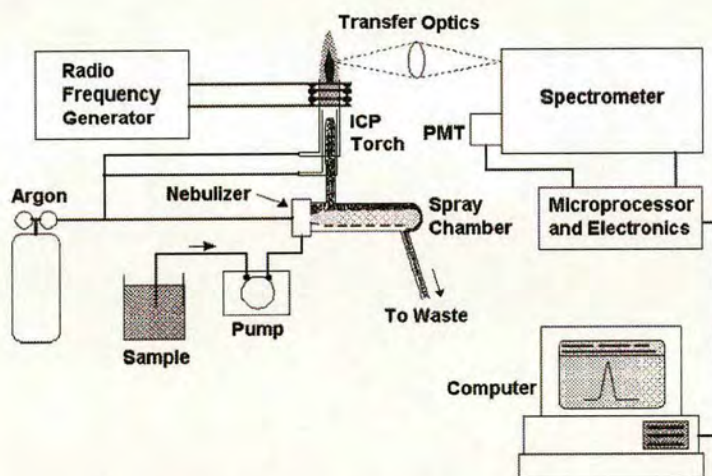 Transfer Optics
Radio
Frequency
Generator
Spectrometer
ICP
Torch
PMT
Argon
Nebulizer
Spray
Chamber
Microprocessor
and Electronics
Pump
To Waste
Sample
Computer